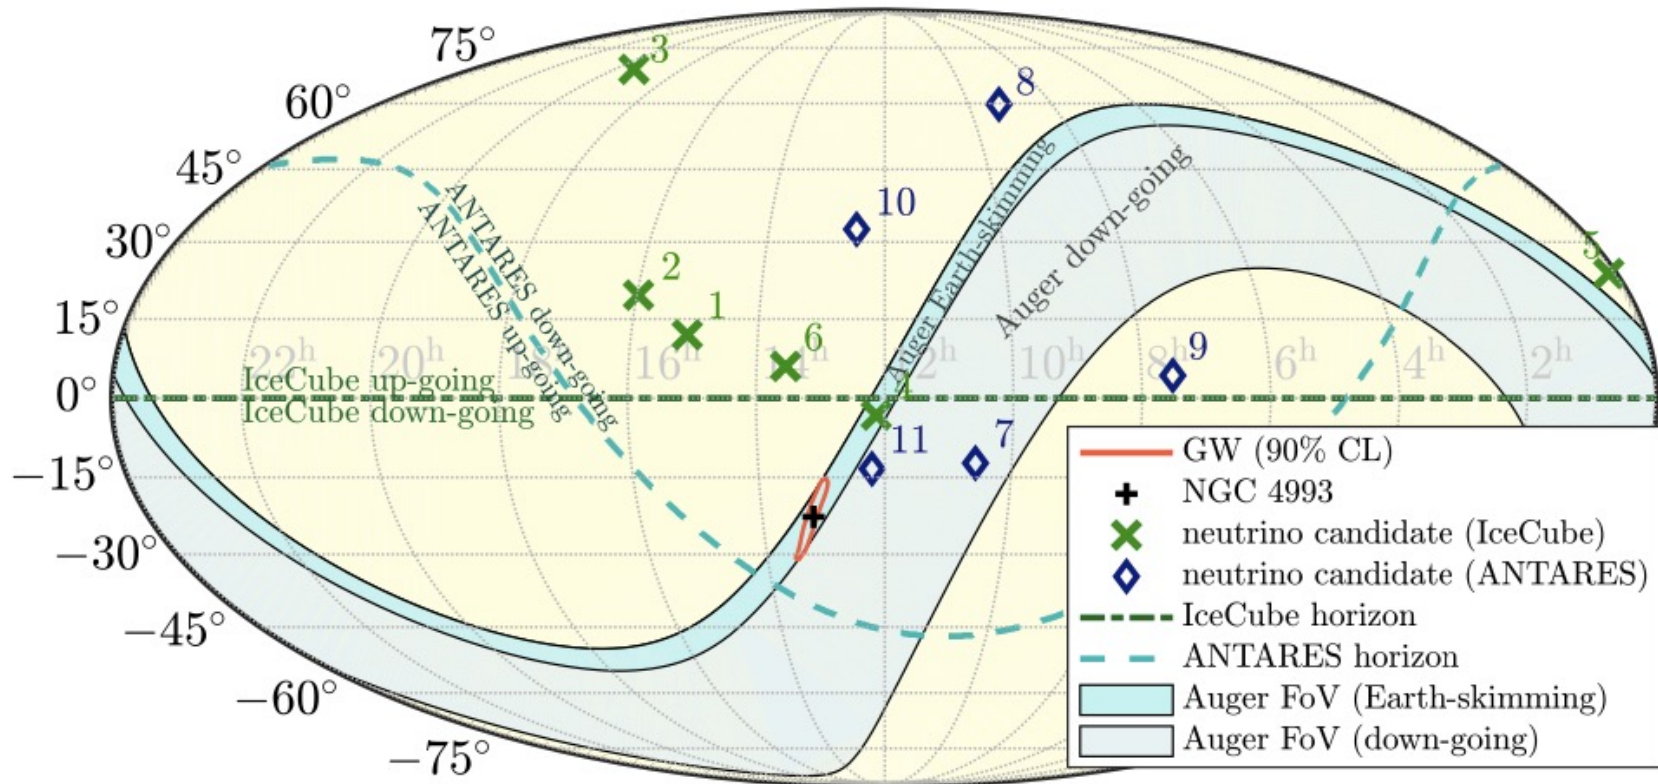 75°
60°
45°
30°
15°
0°
−15°
−30°
−45°
−60°
−75°
3
8
10
2
1
6
5
9
4
11
7
22ʰ
20ʰ
18ʰ
16ʰ
14ʰ
12ʰ
10ʰ
8ʰ
6ʰ
4ʰ
2ʰ
ANTARES down-going
ANTARES up-going
Auger Earth-skimming
Auger down-going
IceCube up-going
IceCube down-going
GW (90% CL)
NGC 4993
neutrino candidate (IceCube)
neutrino candidate (ANTARES)
IceCube horizon
ANTARES horizon
Auger FoV (Earth-skimming)
Auger FoV (down-going)